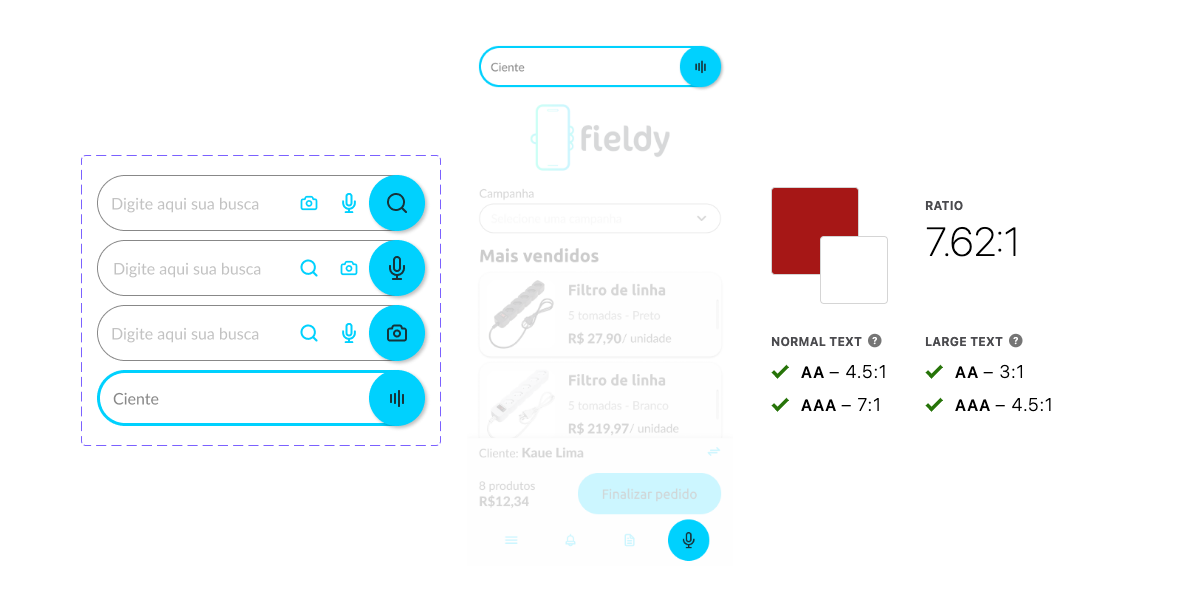 Digite aqui sua busca
Digite aqui sua busca
Digite aqui sua busca
Ciente
Ciente
fieldy
Campanha
Selecione uma campanha
Mais vendidos
Filtro de linha
5 tomadas - Preto
R$ 27,90/ unidade
Filtro de linha
5 tomadas - Branco
R$ 219,97/ unidade
Cliente: Kaue Lima
8 produtos
R$12,34
Finalizar pedido
RATIO
7.62:1
NORMAL TEXT ?
AA – 4.5:1
AAA – 7:1
LARGE TEXT ?
AA – 3:1
AAA – 4.5:1